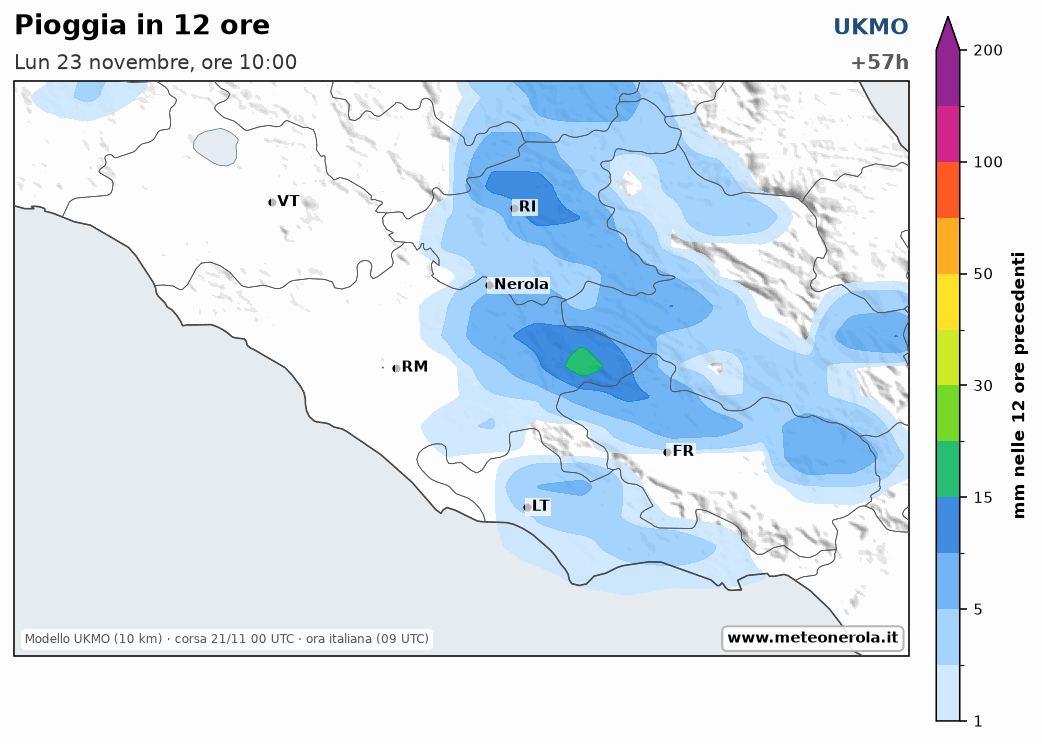 Pioggia in 12 ore
UKMO
Lun 23 novembre, ore 10:00
+57h
VT
RI
Nerola
RM
FR
LT
200
100
50
30
15
5
1
mm nelle 12 ore precedenti
Modello UKMO (10 km) · corsa 21/11 00 UTC · ora italiana (09 UTC)
www.meteonerola.it